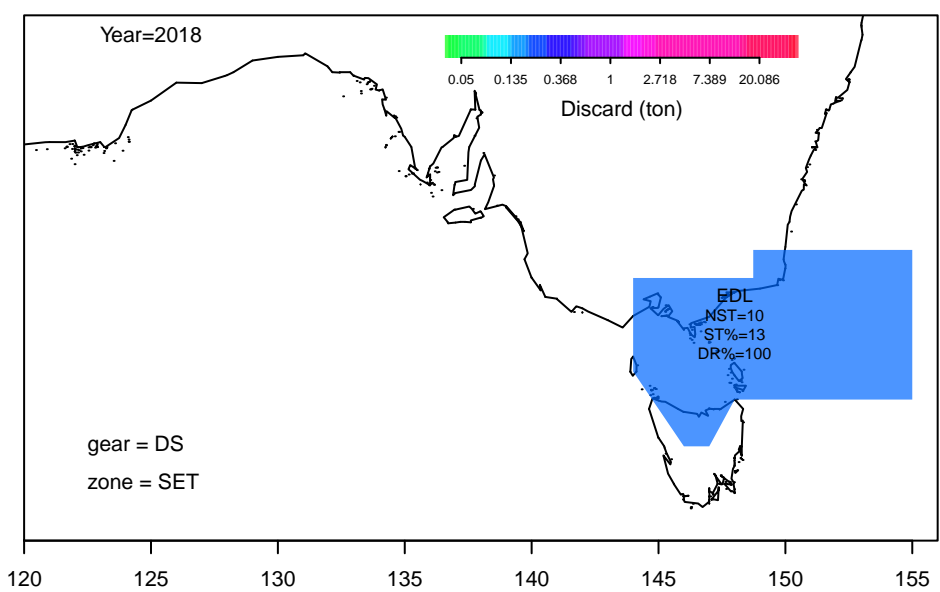 Year=2018
0.05 0.135 0.368 1 2.718 7.389 20.086
Discard (ton)
EDL
NST=10
ST%=13
DR%=100
gear = DS
zone = SET
120 125 130 135 140 145 150 155